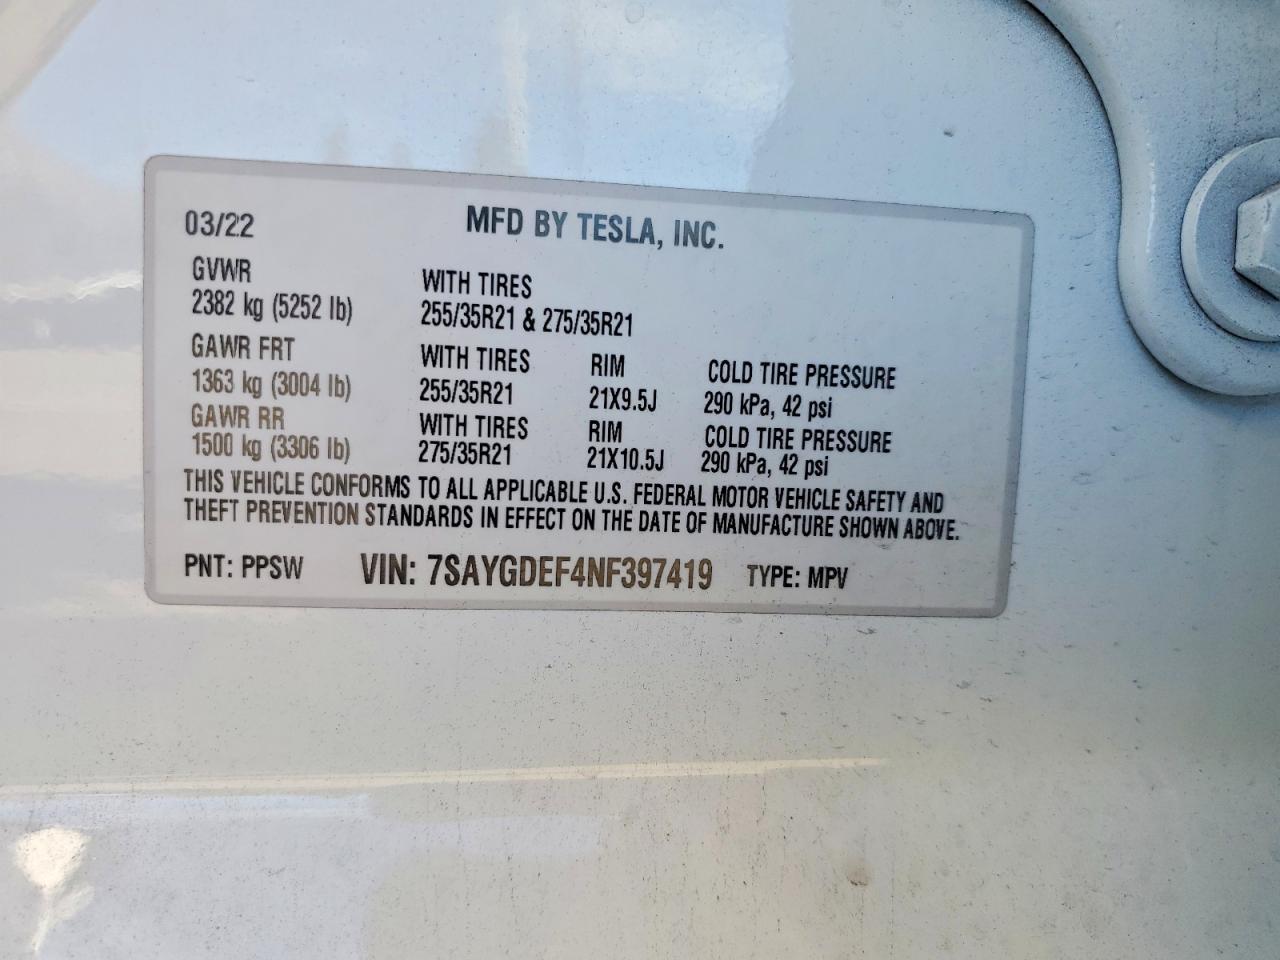 03/22 MFD BY TESLA, INC.
GVWR WITH TIRES
2382 kg (5252 lb) 255/35R21 & 275/35R21
GAWR FRT WITH TIRES RIM COLD TIRE PRESSURE
1363 kg (3004 lb) 255/35R21 21X9.5J 290 kPa, 42 psi
GAWR RR WITH TIRES RIM COLD TIRE PRESSURE
1500 kg (3306 lb) 275/35R21 21X10.5J 290 kPa, 42 psi
THIS VEHICLE CONFORMS TO ALL APPLICABLE U.S. FEDERAL MOTOR VEHICLE SAFETY AND
THEFT PREVENTION STANDARDS IN EFFECT ON THE DATE OF MANUFACTURE SHOWN ABOVE.
PNT: PPSW VIN: 7SAYGDEF4NF397419 TYPE: MPV